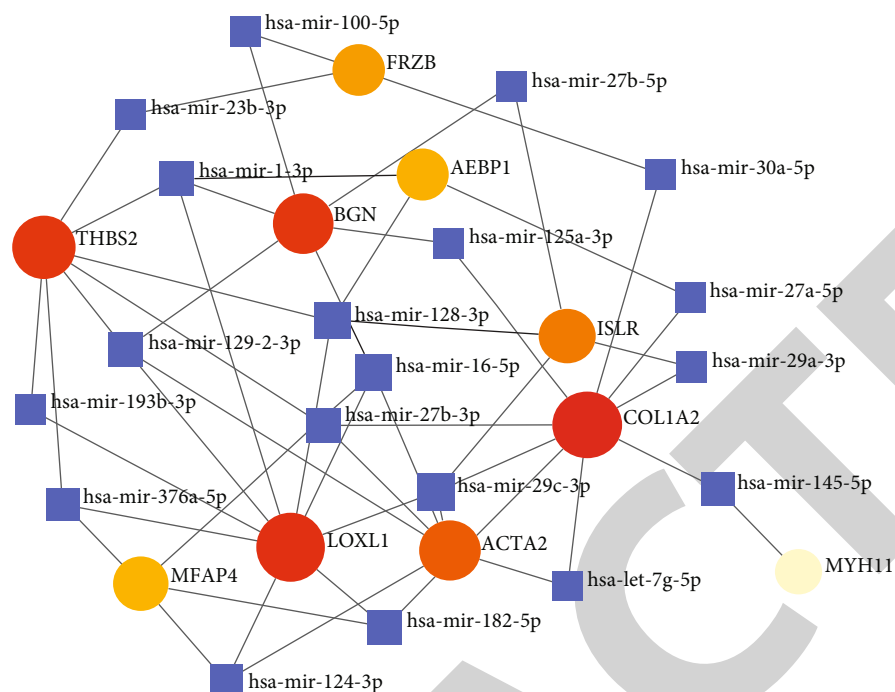 hsa-mir-100-5p
FRZB
hsa-mir-27b-5p
hsa-mir-23b-3p
hsa-mir-1-3p
AEBP1
hsa-mir-30a-5p
BGN
THBS2
hsa-mir-125a-3p
hsa-mir-27a-5p
hsa-mir-128-3p
ISLR
hsa-mir-129-2-3p
hsa-mir-16-5p
hsa-mir-29a-3p
hsa-mir-193b-3p
hsa-mir-27b-3p
COL1A2
hsa-mir-376a-5p
hsa-mir-29c-3p
hsa-mir-145-5p
LOXL1
ACTA2
MFAP4
MYH11
hsa-let-7g-5p
hsa-mir-182-5p
hsa-mir-124-3p